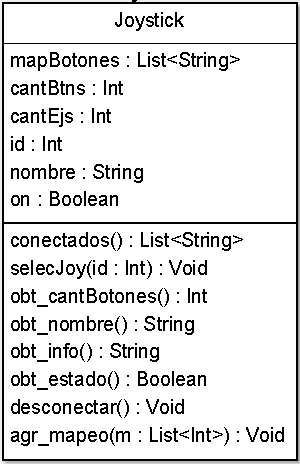 Joystick
mapBotones : List<String>
cantBtns : Int
cantEjs : Int
id : Int
nombre : String
on : Boolean
conectados() : List<String>
selecJoy(id : Int) : Void
obt_cantBotones() : Int
obt_nombre() : String
obt_info() : String
obt_estado() : Boolean
desconectar() : Void
agr_mapeo(m : List<Int>) : Void